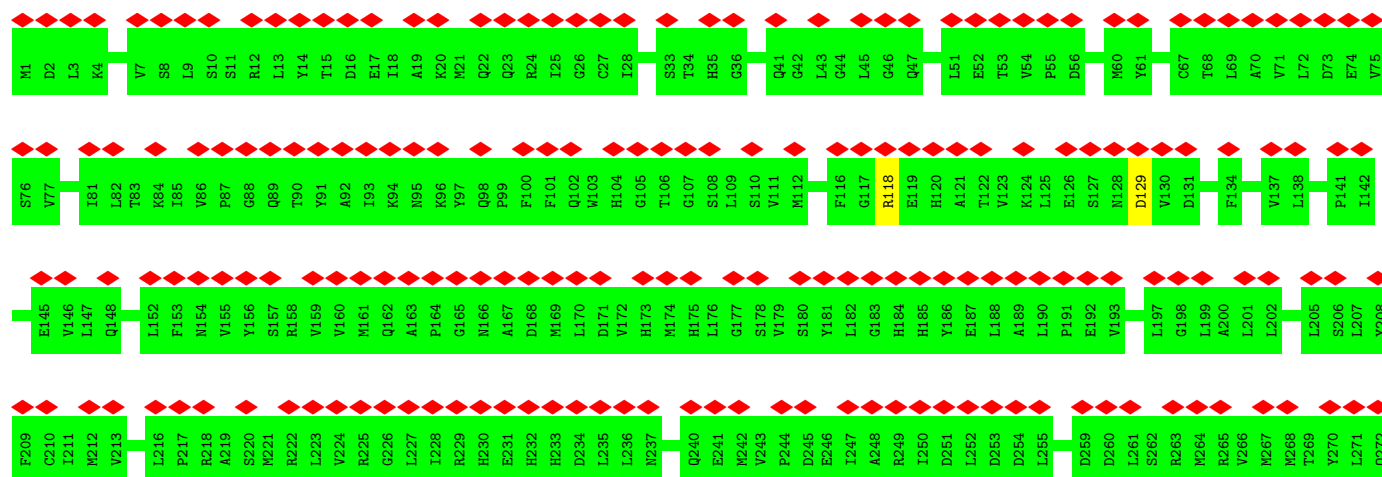 M1 D2 L3 K4 V7 S8 L9 S10 S11 R12 L13 Y14 T15 D16 E17 I18 A19 K20 M21 Q22 Q23 R24 I25 G26 C27 I28 S33 T34 H35 G36 Q41 G42 L43 G44 L45 G46 Q47 L51 E52 T53 V54 P55 D56 M60 Y61 C67 T68 L69 A70 V71 L72 D73 E74 V75
S76 V77 I81 L82 T83 K84 I85 V86 P87 G88 Q89 T90 Y91 A92 I93 K94 N95 K96 Y97 Q98 P99 F100 F101 Q102 W103 H104 G105 T106 G107 S108 L109 S110 V111 M112 F116 G117 R118 E119 H120 A121 T122 V123 K124 L125 E126 S127 N128 D129 V130 D131 F134 V137 L138 P141 I142
E145 V146 L147 Q148 L152 F153 N154 V155 Y156 S157 R158 V159 V160 M161 Q162 A163 P164 G165 N166 A167 D168 M169 L170 D171 V172 H173 M174 H175 L176 G177 S178 V179 S180 Y181 L182 G183 H184 H185 Y186 E187 L188 A189 L190 P191 E192 V193 L197 G198 L199 A200 L201 L202 L205 S206 L207 Y208
F209 C210 I211 M212 V213 L216 P217 R218 A219 S220 M221 R222 L223 V224 R225 G226 L227 I228 R229 H230 E231 H232 H233 D234 L235 L236 N237 Q240 E241 M242 V243 P244 D245 E246 I247 A248 R249 I250 D251 L252 D253 D254 L255 D259 D260 L261 S262 R263 M264 R265 V266 M267 M268 T269 Y270 L271 Q272